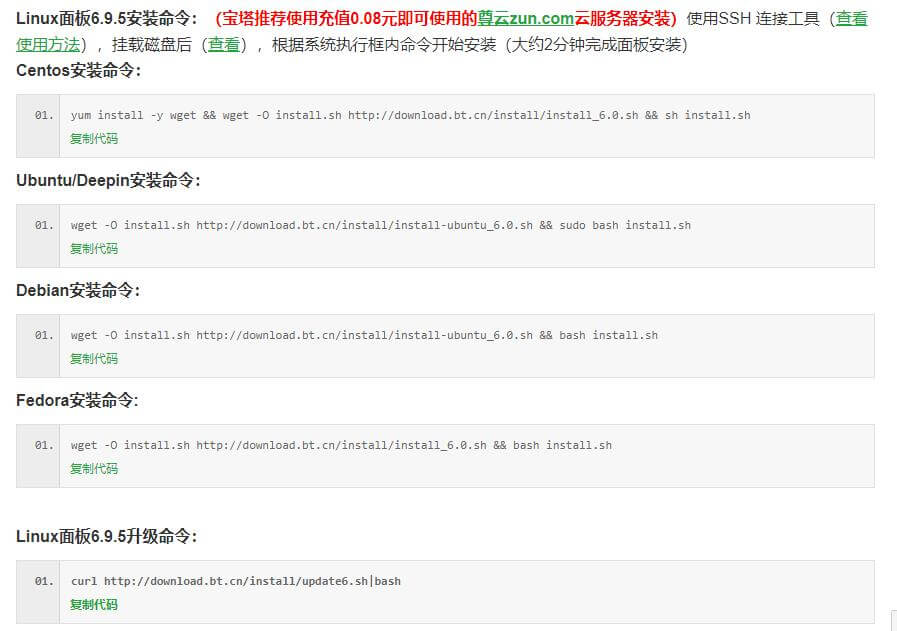 Linux面板6.9.5安装命令：（宝塔推荐使用充值0.08元即可使用的尊云zun.com云服务器安装）使用SSH 连接工具（查看
使用方法），挂载磁盘后（查看），根据系统执行框内命令开始安装（大约2分钟完成面板安装）
Centos安装命令：
01. yum install -y wget && wget -O install.sh http://download.bt.cn/install/install_6.0.sh && sh install.sh
复制代码
Ubuntu/Deepin安装命令：
01. wget -O install.sh http://download.bt.cn/install/install-ubuntu_6.0.sh && sudo bash install.sh
复制代码
Debian安装命令：
01. wget -O install.sh http://download.bt.cn/install/install-ubuntu_6.0.sh && bash install.sh
复制代码
Fedora安装命令:
01. wget -O install.sh http://download.bt.cn/install/install_6.0.sh && bash install.sh
复制代码
Linux面板6.9.5升级命令：
01. curl http://download.bt.cn/install/update6.sh|bash
复制代码